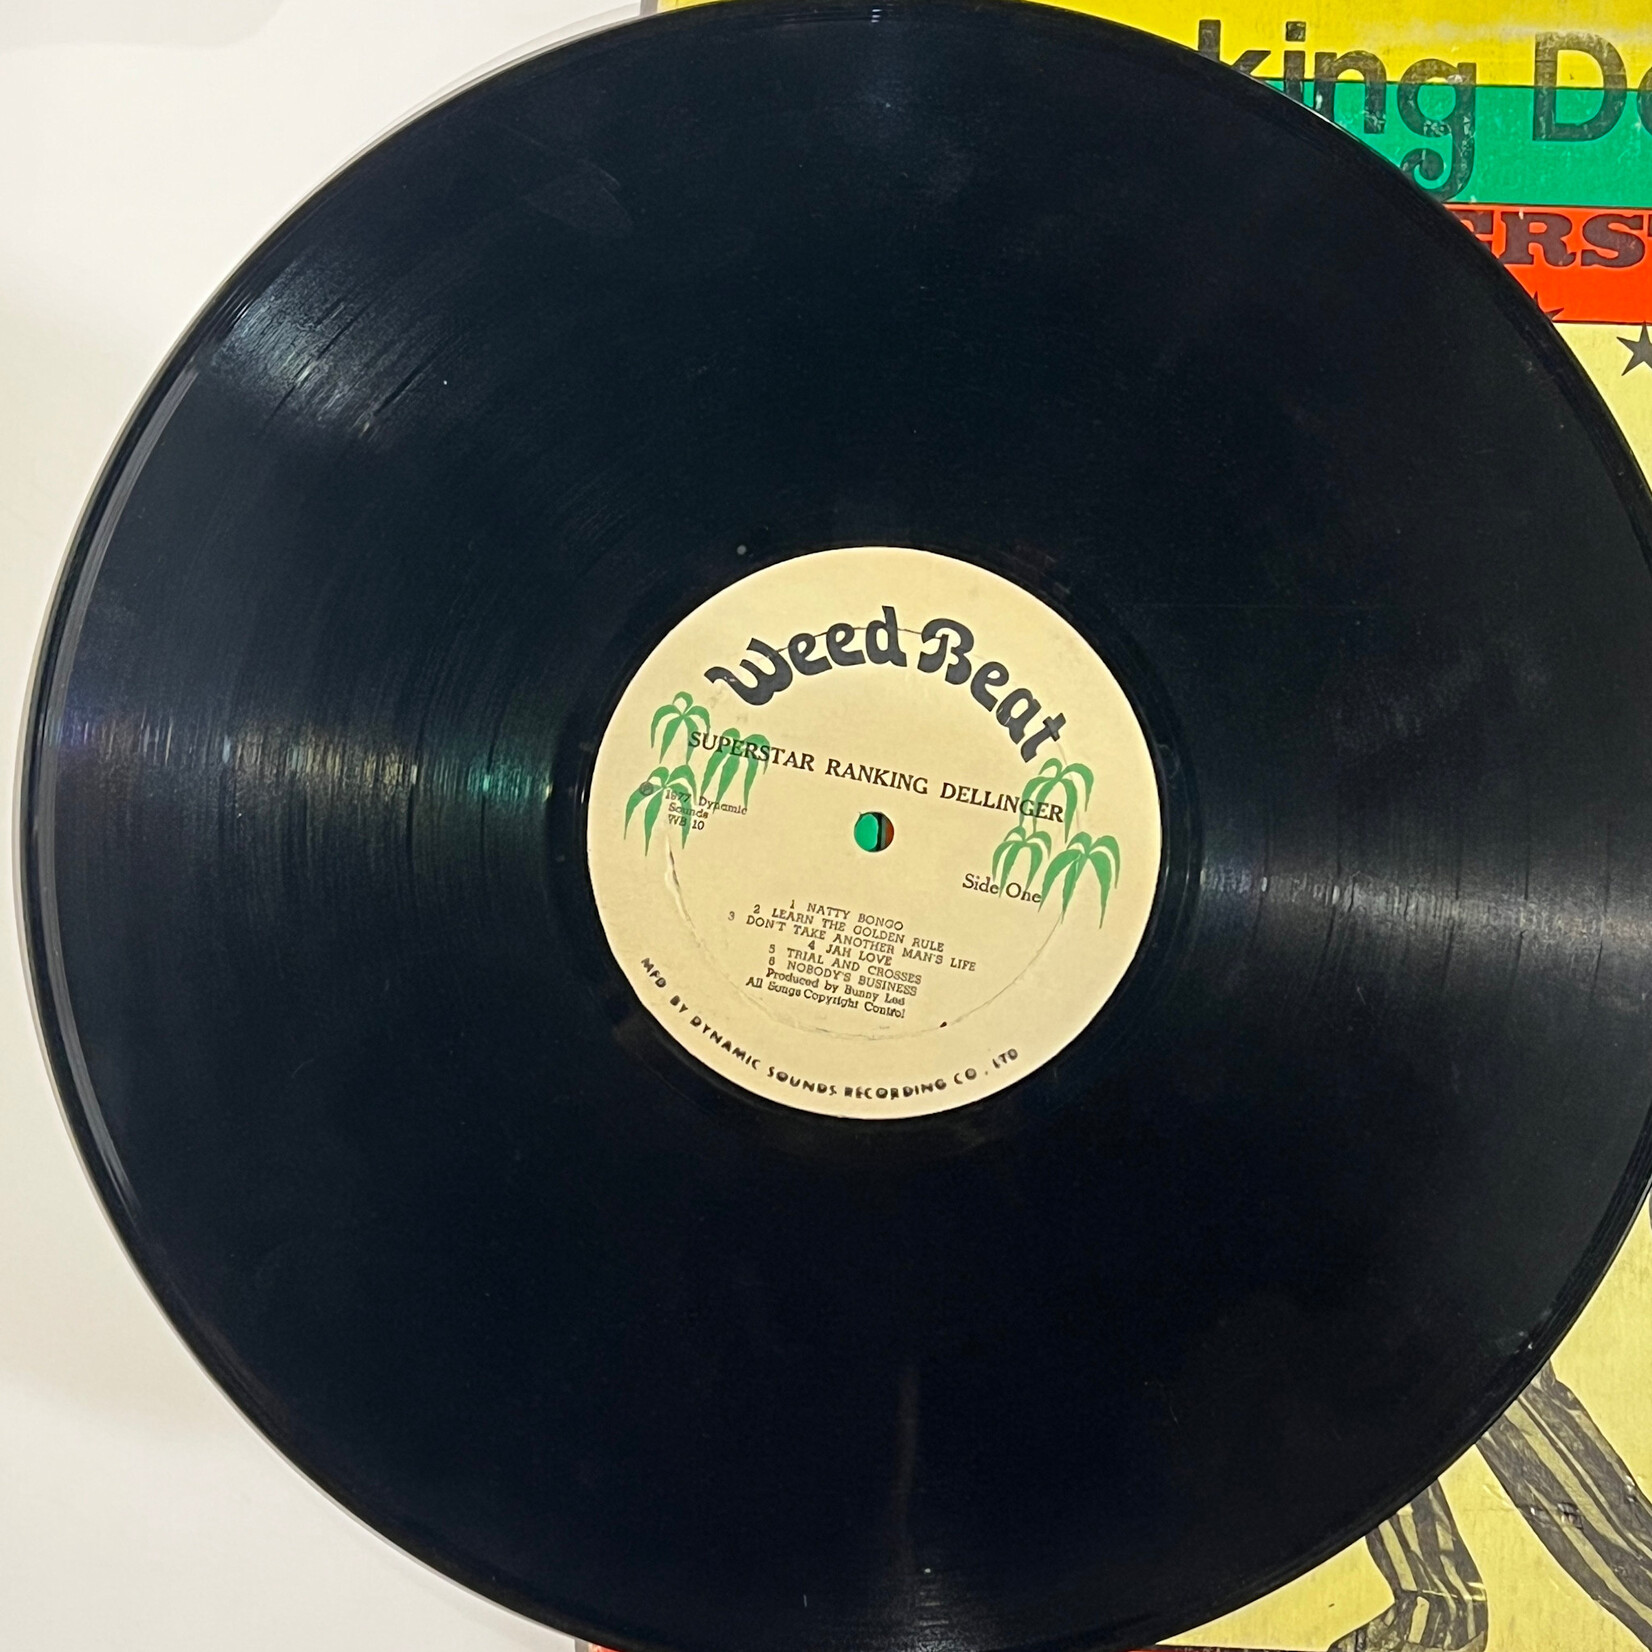 king D
ERS
Weed Beat
SUPERSTAR RANKING DELLINGER
℗ 1977 Dynamic
Sounds
WB 10
Side One
1 NATTY BONGO
2 LEARN THE GOLDEN RULE
3 DON'T TAKE ANOTHER MAN'S LIFE
4 JAH LOVE
5 TRIAL AND CROSSES
6 NOBODY'S BUSINESS
Produced by Bunny Lee
All Songs Copyright Control
MFD BY DYNAMIC SOUNDS RECORDING CO. LTD